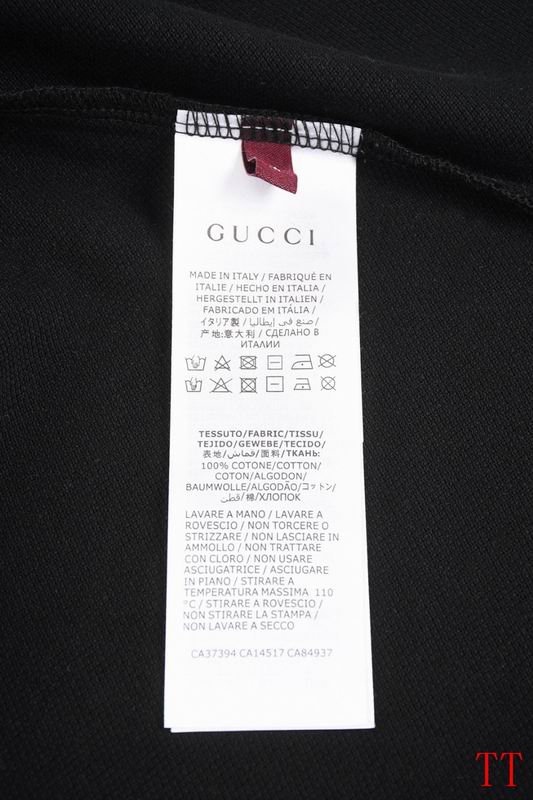 GUCCI
MADE IN ITALY / FABRIQUÉ EN
ITALIE / HECHO EN ITALIA /
HERGESTELLT IN ITALIEN /
FABRICADO EM ITÁLIA /
イタリア製 / صنع في إيطاليا /
产地:意大利 / СДЕЛАНО В
ИТАЛИИ
TESSUTO/FABRIC/TISSU/
TEJIDO/GEWEBE/TECIDO/
表地/قماش/面料/ТКАНЬ:
100% COTONE/COTTON/
COTON/ALGODON/
BAUMWOLLE/ALGODÃO/コットン/
قطن/棉/ХЛОПОК
LAVARE A MANO / LAVARE A
ROVESCIO / NON TORCERE O
STRIZZARE / NON LASCIARE IN
AMMOLLO / NON TRATTARE
CON CLORO / NON USARE
ASCIUGATRICE / ASCIUGARE
IN PIANO / STIRARE A
TEMPERATURA MASSIMA 110
°C / STIRARE A ROVESCIO /
NON STIRARE LA STAMPA /
NON LAVARE A SECCO
CA37394 CA14517 CA84937
TT